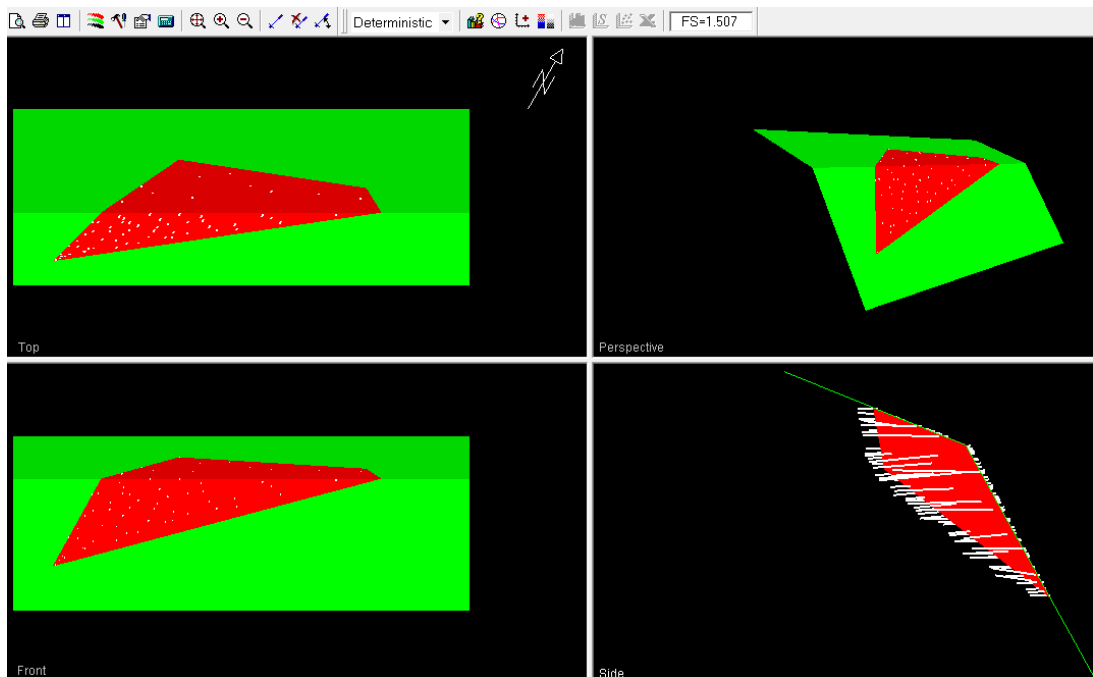 Deterministic
FS=1.507
N
Top
Perspective
Front
Side